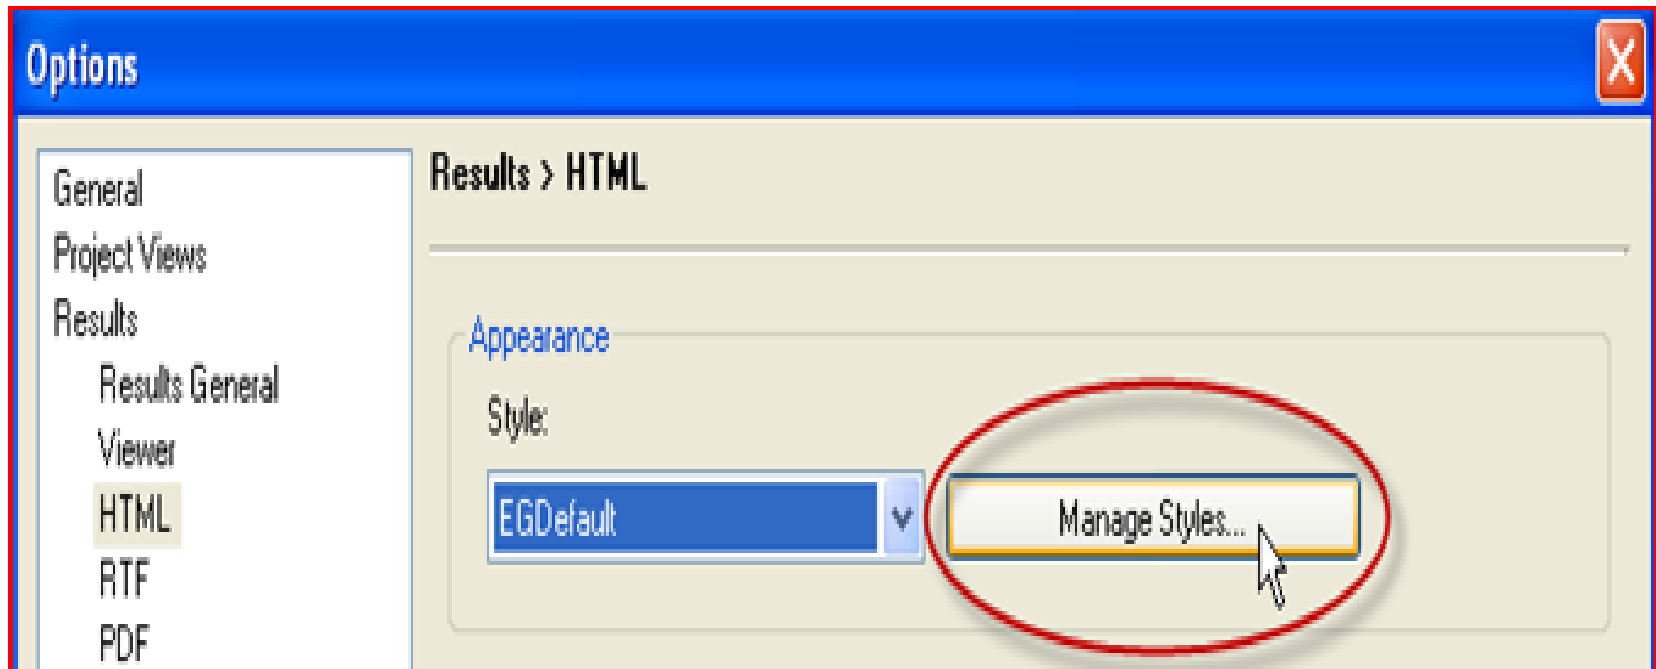 Options
X
General
Project Views
Results
Results General
Viewer
HTML
RTF
PDF
Results > HTML
Appearance
Style:
EGDefault
Manage Styles...